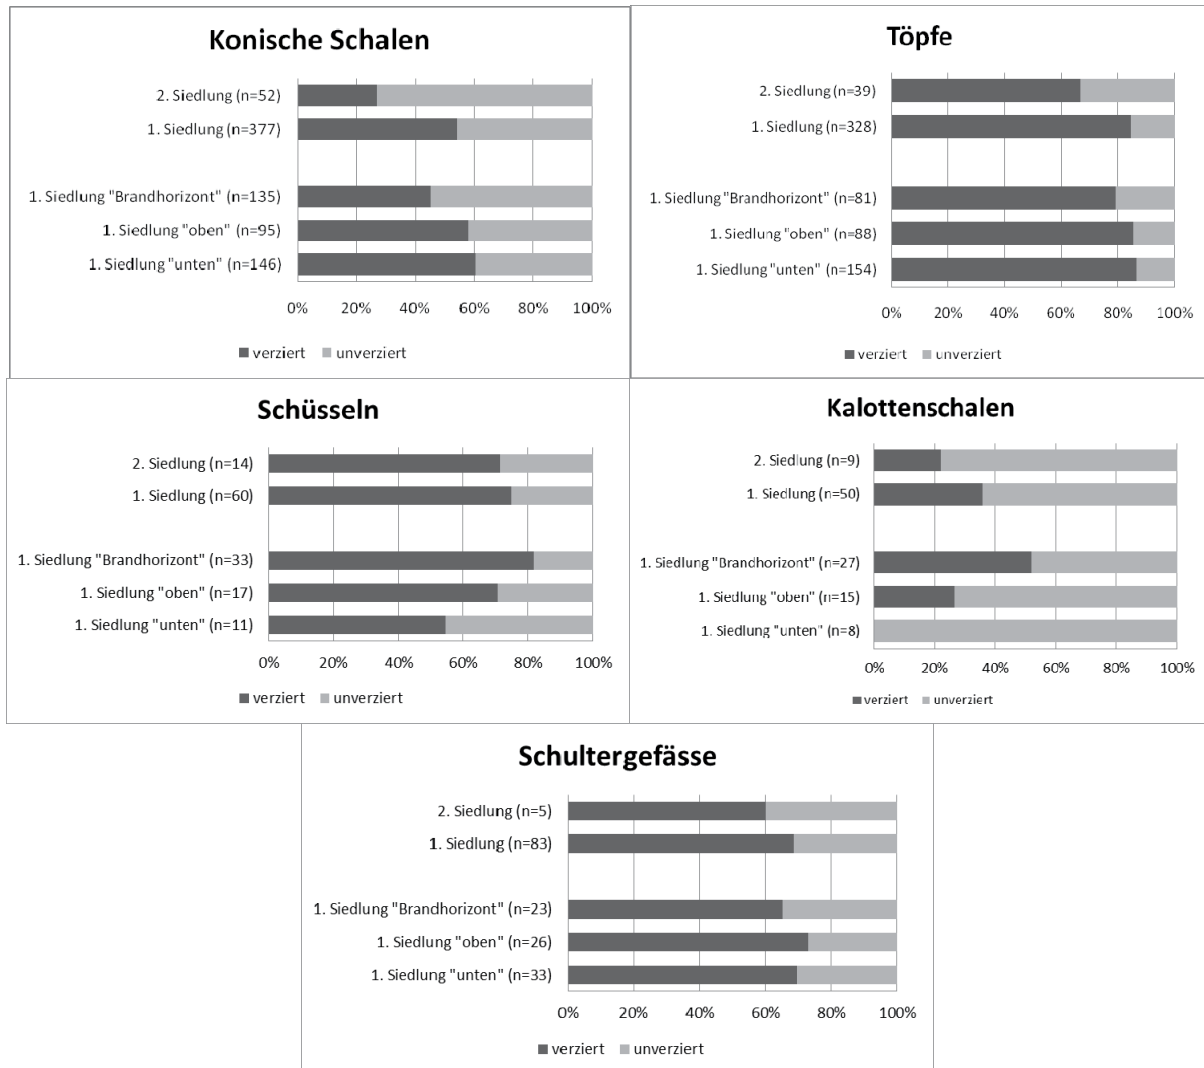 Konische Schalen
2. Siedlung (n=52)
1. Siedlung (n=377)
1. Siedlung "Brandhorizont" (n=135)
1. Siedlung "oben" (n=95)
1. Siedlung "unten" (n=146)
0% 20% 40% 60% 80% 100%
verziert unverziert
Töpfe
2. Siedlung (n=39)
1. Siedlung (n=328)
1. Siedlung "Brandhorizont" (n=81)
1. Siedlung "oben" (n=88)
1. Siedlung "unten" (n=154)
0% 20% 40% 60% 80% 100%
verziert unverziert
Schüsseln
2. Siedlung (n=14)
1. Siedlung (n=60)
1. Siedlung "Brandhorizont" (n=33)
1. Siedlung "oben" (n=17)
1. Siedlung "unten" (n=11)
0% 20% 40% 60% 80% 100%
verziert unverziert
Kalottenschalen
2. Siedlung (n=9)
1. Siedlung (n=50)
1. Siedlung "Brandhorizont" (n=27)
1. Siedlung "oben" (n=15)
1. Siedlung "unten" (n=8)
0% 20% 40% 60% 80% 100%
verziert unverziert
Schultergefässe
2. Siedlung (n=5)
1. Siedlung (n=83)
1. Siedlung "Brandhorizont" (n=23)
1. Siedlung "oben" (n=26)
1. Siedlung "unten" (n=33)
0% 20% 40% 60% 80% 100%
verziert unverziert